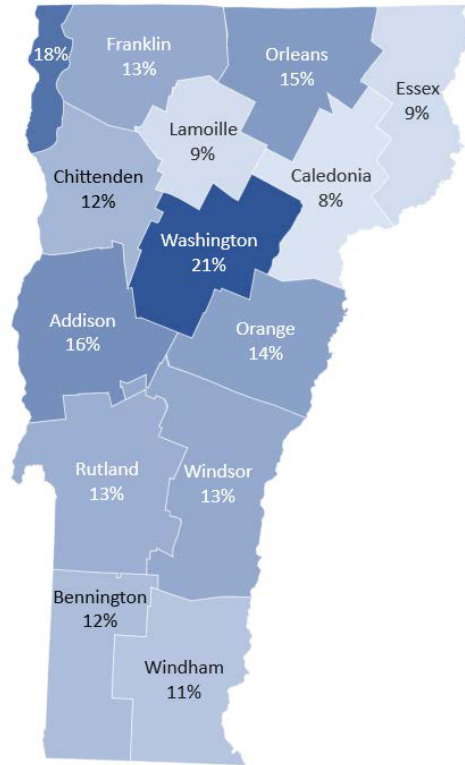 18%
Franklin
13%
Orleans
15%
Essex
9%
Lamoille
9%
Chittenden
12%
Caledonia
8%
Washington
21%
Addison
16%
Orange
14%
Rutland
13%
Windsor
13%
Bennington
12%
Windham
11%